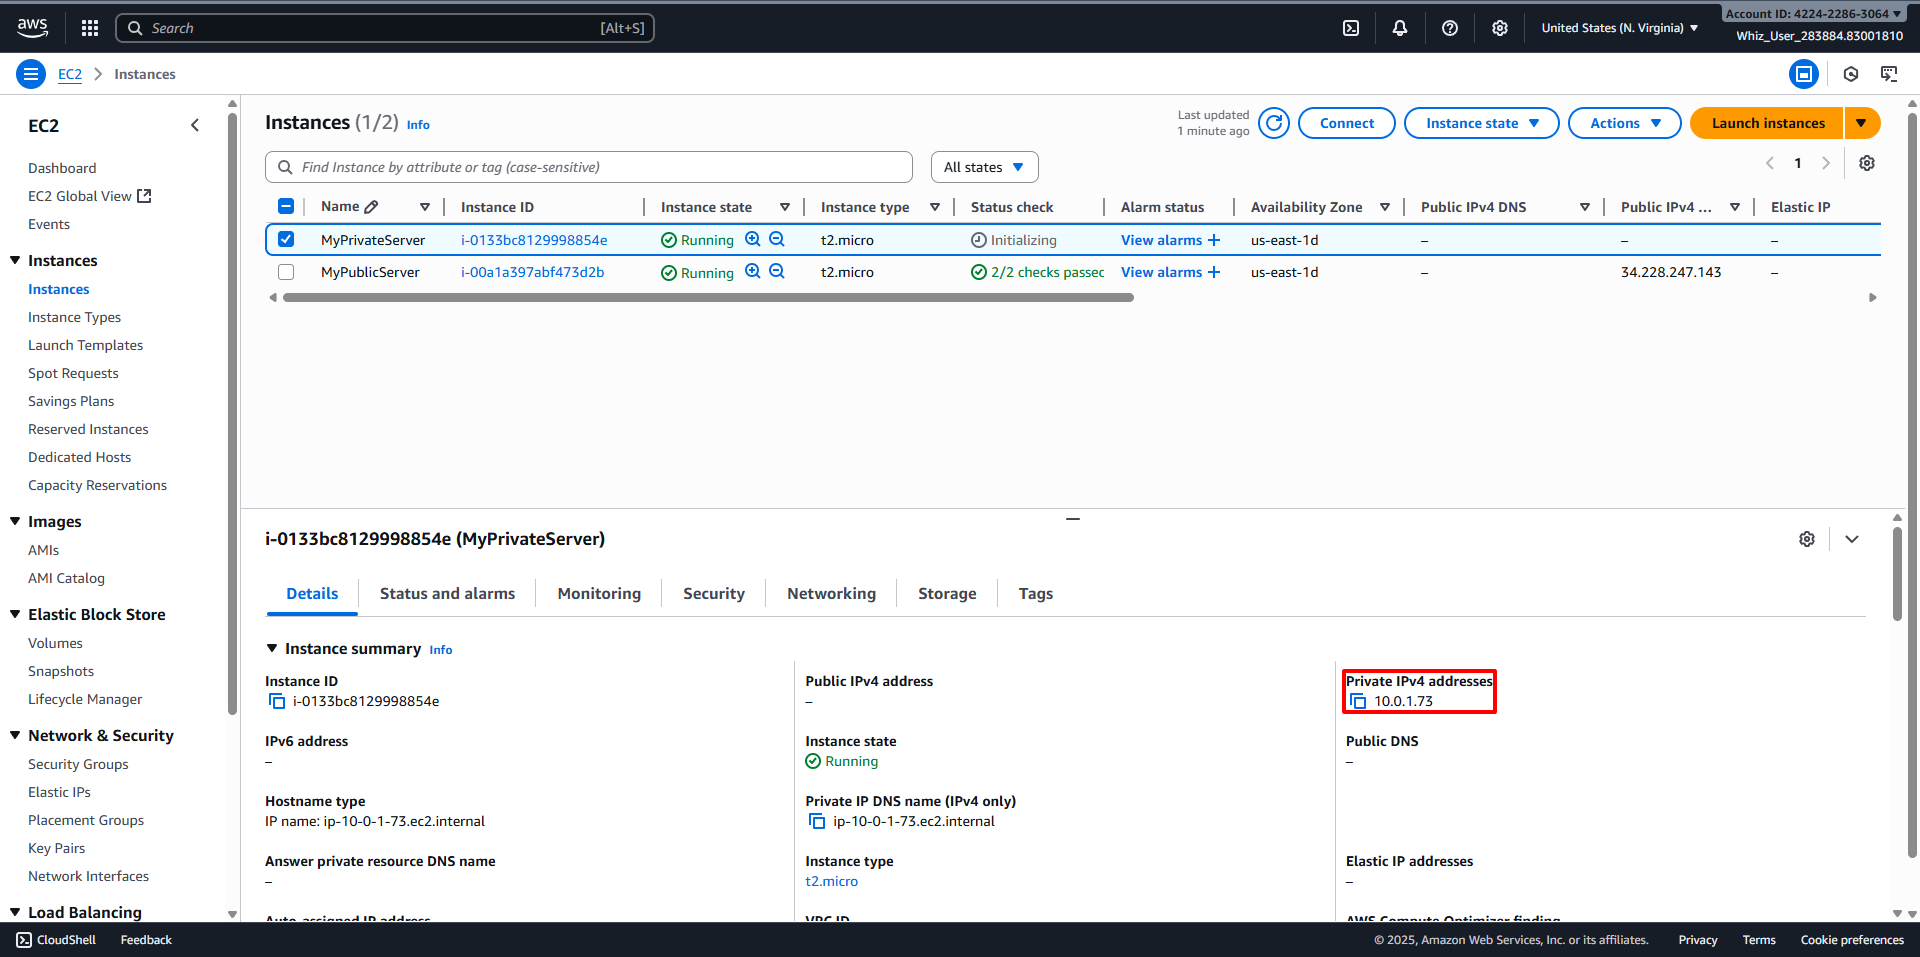 aws
Search [Alt+S]
United States (N. Virginia)
Account ID: 4224-2286-3064
Whiz_User_283884.83001810
EC2 > Instances
EC2
Dashboard
EC2 Global View
Events
Instances
Instances
Instance Types
Launch Templates
Spot Requests
Savings Plans
Reserved Instances
Dedicated Hosts
Capacity Reservations
Images
AMIs
AMI Catalog
Elastic Block Store
Volumes
Snapshots
Lifecycle Manager
Network & Security
Security Groups
Elastic IPs
Placement Groups
Key Pairs
Network Interfaces
Load Balancing
Instances (1/2) Info
Last updated
1 minute ago
Connect
Instance state
Actions
Launch instances
Find Instance by attribute or tag (case-sensitive)
All states
1
Name Instance ID Instance state Instance type Status check Alarm status Availability Zone Public IPv4 DNS Public IPv4 ... Elastic IP
MyPrivateServer i-0133bc8129998854e Running t2.micro Initializing View alarms + us-east-1d – – –
MyPublicServer i-00a1a397abf473d2b Running t2.micro 2/2 checks passec View alarms + us-east-1d – 34.228.247.143 –
i-0133bc8129998854e (MyPrivateServer)
Details Status and alarms Monitoring Security Networking Storage Tags
Instance summary Info
Instance ID
i-0133bc8129998854e
Public IPv4 address
–
Private IPv4 addresses
10.0.1.73
IPv6 address
–
Instance state
Running
Public DNS
–
Hostname type
IP name: ip-10-0-1-73.ec2.internal
Private IP DNS name (IPv4 only)
ip-10-0-1-73.ec2.internal
Answer private resource DNS name
–
Instance type
t2.micro
Elastic IP addresses
–
Auto-assigned IP address
VPC ID
AWS Compute Optimizer finding
CloudShell Feedback
© 2025, Amazon Web Services, Inc. or its affiliates. Privacy Terms Cookie preferences